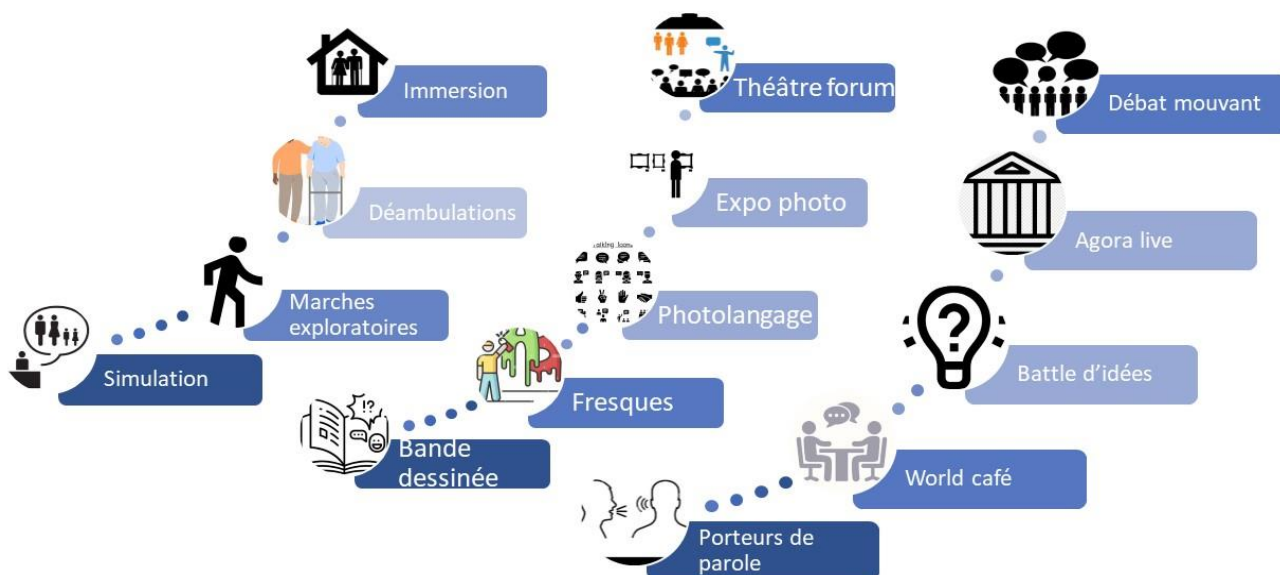 Immersion
Déambulations
Marches
exploratoires
Simulation
Théâtre forum
Expo photo
Photolangage
Fresques
!?
Bande
dessinée
Débat mouvant
Agora live
?
Battle d'idées
World café
Porteurs de
parole